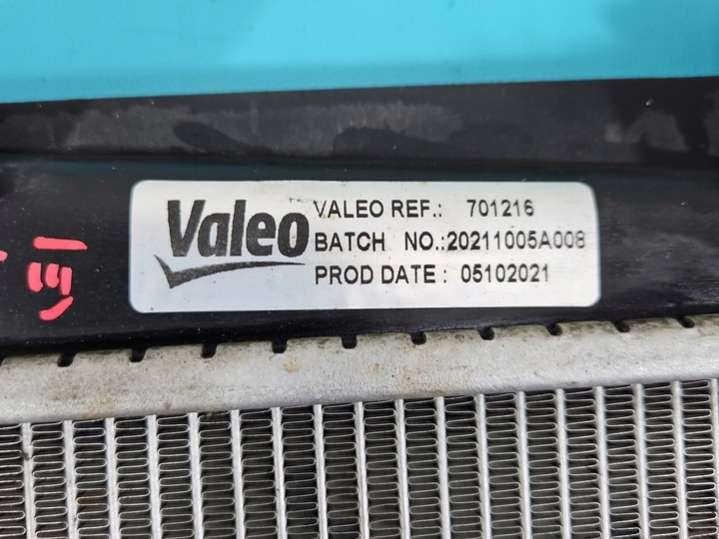 Valeo
VALEO REF.: 701216
BATCH NO.:20211005A008
PROD DATE : 05102021